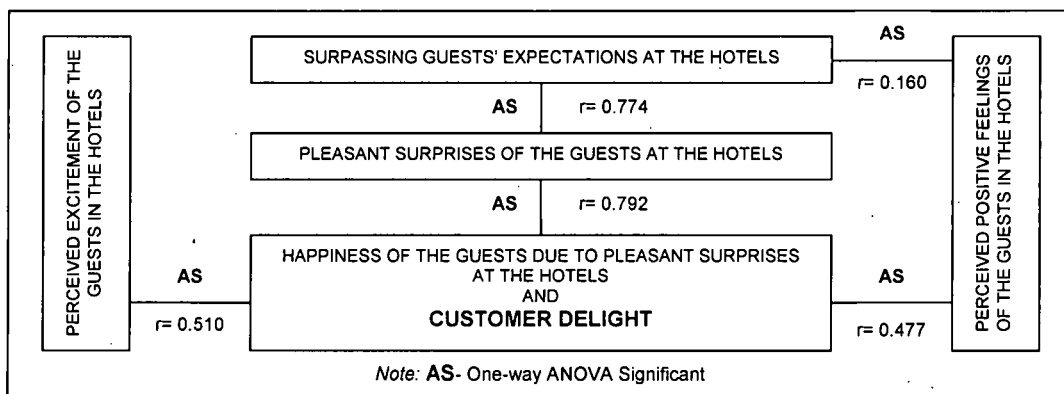 AS
SURPASSING GUESTS' EXPECTATIONS AT THE HOTELS
r= 0.160
AS r= 0.774
PLEASANT SURPRISES OF THE GUESTS AT THE HOTELS
AS r= 0.792
PERCEIVED EXCITEMENT OF THE
GUESTS IN THE HOTELS
HAPPINESS OF THE GUESTS DUE TO PLEASANT SURPRISES
AT THE HOTELS
AND
CUSTOMER DELIGHT
PERCEIVED POSITIVE FEELINGS
OF THE GUESTS IN THE HOTELS
AS
r= 0.510
AS
r= 0.477
Note: AS- One-way ANOVA Significant